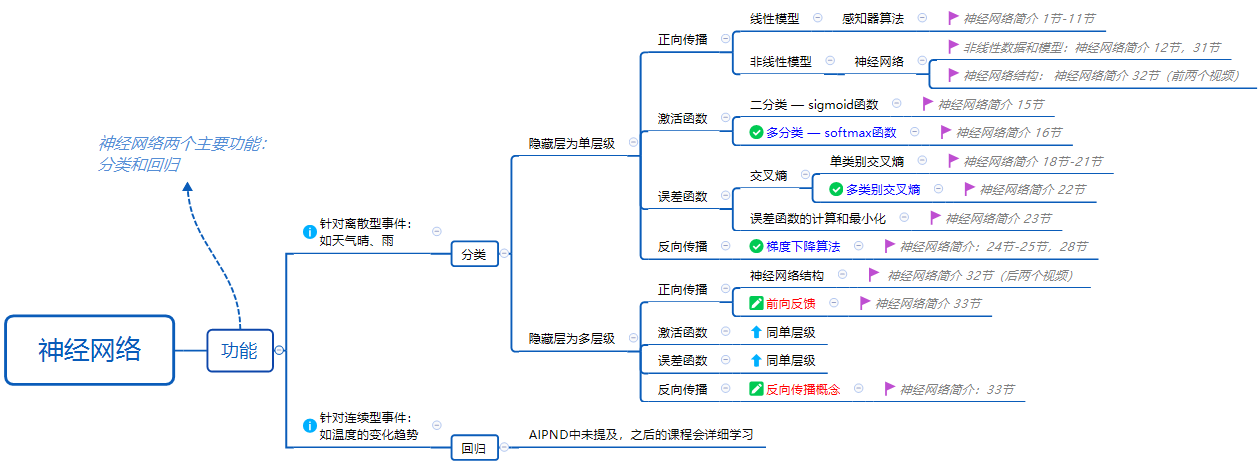 神经网络两个主要功能：
分类和回归
神经网络
功能
针对离散型事件：
如天气晴、雨
分类
隐藏层为单层级
正向传播
线性模型
感知器算法
神经网络简介 1节-11节
非线性模型
神经网络
非线性数据和模型：神经网络简介 12节，31节
神经网络结构： 神经网络简介 32节（前两个视频）
激活函数
二分类 — sigmoid函数
神经网络简介 15节
多分类 — softmax函数
神经网络简介 16节
误差函数
交叉熵
单类别交叉熵
神经网络简介 18节-21节
多类别交叉熵
神经网络简介 22节
误差函数的计算和最小化
神经网络简介 23节
反向传播
梯度下降算法
神经网络简介：24节-25节，28节
隐藏层为多层级
正向传播
神经网络结构
神经网络简介 32节（后两个视频）
前向反馈
神经网络简介 33节
激活函数
同单层级
误差函数
同单层级
反向传播
反向传播概念
神经网络简介：33节
针对连续型事件：
如温度的变化趋势
回归
AIPND中未提及，之后的课程会详细学习